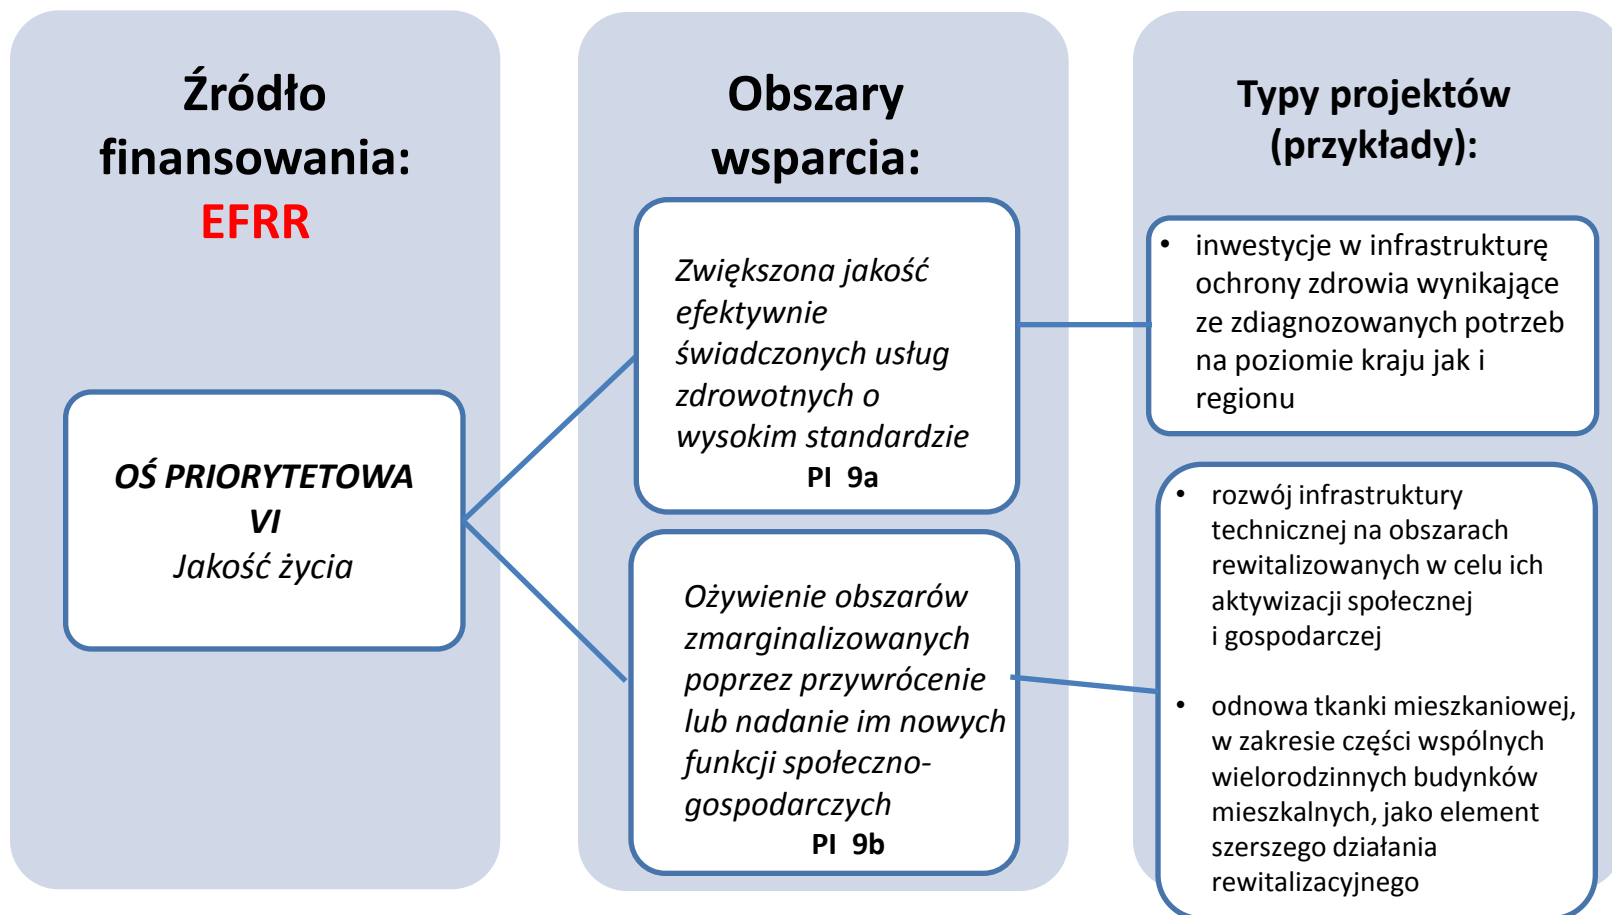 Źródło
finansowania:
EFRR
OŚ PRIORYTETOWA
VI
Jakość życia
Obszary
wsparcia:
Zwiększona jakość
efektywnie
świadczonych usług
zdrowotnych o
wysokim standardzie
PI 9a
Ożywienie obszarów
zmarginalizowanych
poprzez przywrócenie
lub nadanie im nowych
funkcji społeczno-
gospodarczych
PI 9b
Typy projektów
(przykłady):
• inwestycje w infrastrukturę
ochrony zdrowia wynikające
ze zdiagnozowanych potrzeb
na poziomie kraju jak i
regionu
• rozwój infrastruktury
technicznej na obszarach
rewitalizowanych w celu ich
aktywizacji społecznej
i gospodarczej
• odnowa tkanki mieszkaniowej,
w zakresie części wspólnych
wielorodzinnych budynków
mieszkalnych, jako element
szerszego działania
rewitalizacyjnego